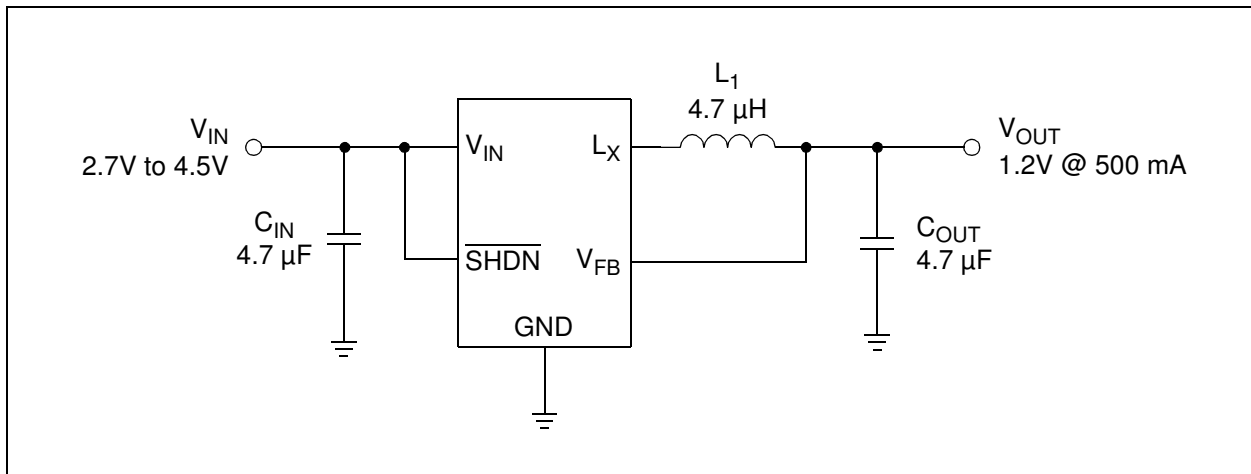 V_IN
2.7V to 4.5V
C_IN
4.7 µF
V_IN
SHDN
GND
L_X
V_FB
L_1
4.7 µH
V_OUT
1.2V @ 500 mA
C_OUT
4.7 µF